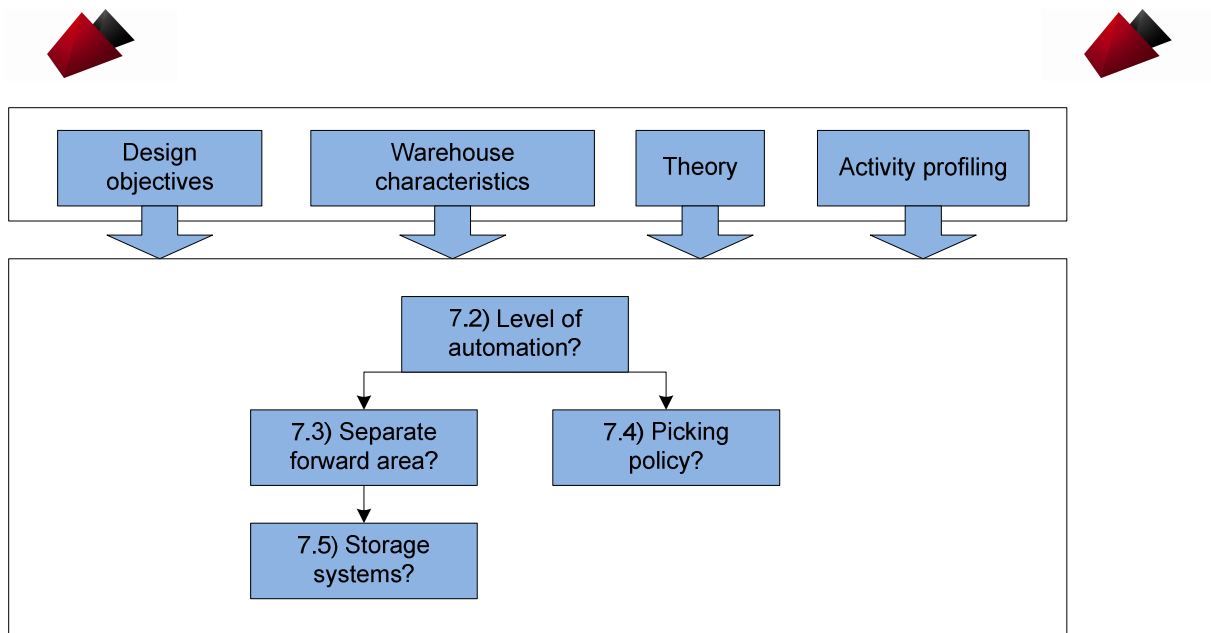 Design
objectives
Warehouse
characteristics
Theory
Activity profiling
7.2) Level of
automation?
7.3) Separate
forward area?
7.4) Picking
policy?
7.5) Storage
systems?